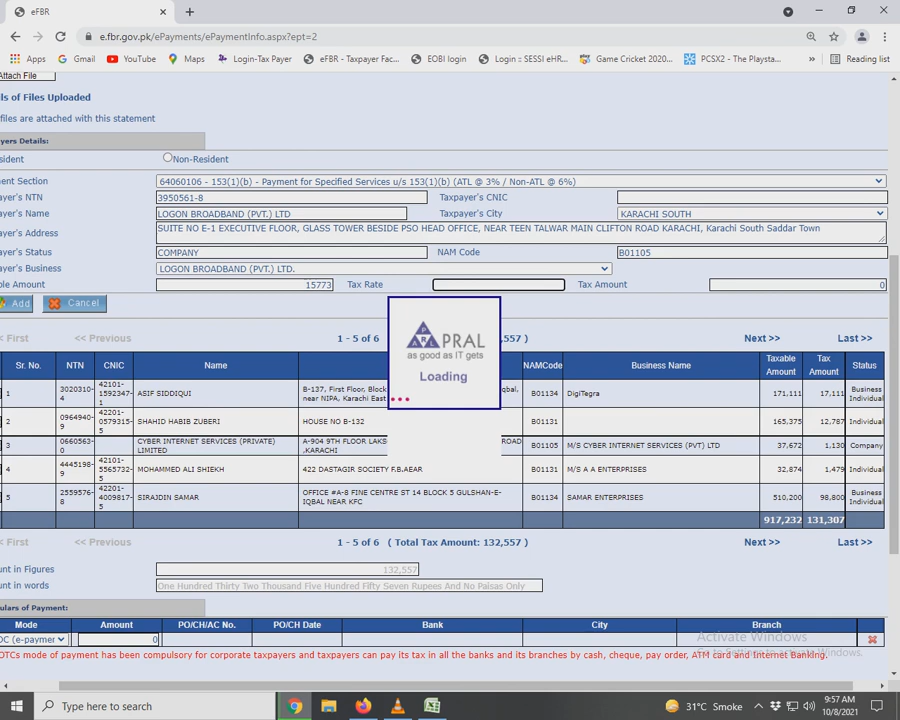 eFBR
e.fbr.gov.pk/ePayments/ePaymentInfo.aspx?ept=2
Apps Gmail YouTube Maps Login-Tax Payer eFBR - Taxpayer Fac... EOBI login Login :: SESSI eHR... Game Cricket 2020... PCSX2 - The Playsta... » Reading list
Attach File
ls of Files Uploaded
files are attached with this statement
yers Details:
sident Non-Resident
ent Section 64060106 - 153(1)(b) - Payment for Specified Services u/s 153(1)(b) (ATL @ 3% / Non-ATL @ 6%)
ayer's NTN 3950561-8 Taxpayer's CNIC
ayer's Name LOGON BROADBAND (PVT.) LTD Taxpayer's City KARACHI SOUTH
ayer's Address SUITE NO E-1 EXECUTIVE FLOOR, GLASS TOWER BESIDE PSO HEAD OFFICE, NEAR TEEN TALWAR MAIN CLIFTON ROAD KARACHI, Karachi South Saddar Town
ayer's Status COMPANY NAM Code B01105
ayer's Business LOGON BROADBAND (PVT.) LTD.
ble Amount 15773 Tax Rate Tax Amount 0
Add Cancel
< First << Previous 1 - 5 of 6 ,557 ) Next >> Last >>
PRAL
as good as IT gets
Loading
Sr. No. NTN CNIC Name NAMCode Business Name Taxable Amount Tax Amount Status
1 3020310-4 42101-1592347-1 ASIF SIDDIQUI B-137, First Floor, Block qbal, near NIPA, Karachi East B01134 DigiTegra 171,111 17,111 Business Individual
2 0964940-9 42201-0579315-5 SHAHID HABIB ZUBERI HOUSE NO B-132 B01131 165,375 12,787 Individual
3 0660563-0 CYBER INTERNET SERVICES (PRIVATE) LIMITED A-904 9TH FLOOR LAKS ROAD ,KARACHI B01105 M/S CYBER INTERNET SERVICES (PVT) LTD 37,672 1,130 Company
4 4445198-9 42101-5565732-5 MOHAMMED ALI SHIEKH 422 DASTAGIR SOCIETY F.B.AEAR B01131 M/S A A ENTERPRISES 32,874 1,479 Individual
5 2559576-8 42201-4009817-5 SIRAJDIN SAMAR OFFICE #A-8 FINE CENTRE ST 14 BLOCK 5 GULSHAN-E-IQBAL NEAR KFC B01134 SAMAR ENTERPRISES 510,200 98,800 Business Individual
917,232 131,307
< First << Previous 1 - 5 of 6 ( Total Tax Amount: 132,557 ) Next >> Last >>
unt in Figures 132,557
unt in words One Hundred Thirty Two Thousand Five Hundred Fifty Seven Rupees And No Paisas Only
ulars of Payment:
Mode Amount PO/CH/AC No. PO/CH Date Bank City Branch
DC (e-paymer 0
OTCs mode of payment has been compulsory for corporate taxpayers and taxpayers can pay its tax in all the banks and its branches by cash, cheque, pay order, ATM card and Internet Banking.
Activate Windows
Go to Settings to activate Windows.
Type here to search
31°C Smoke
9:57 AM
10/8/2021